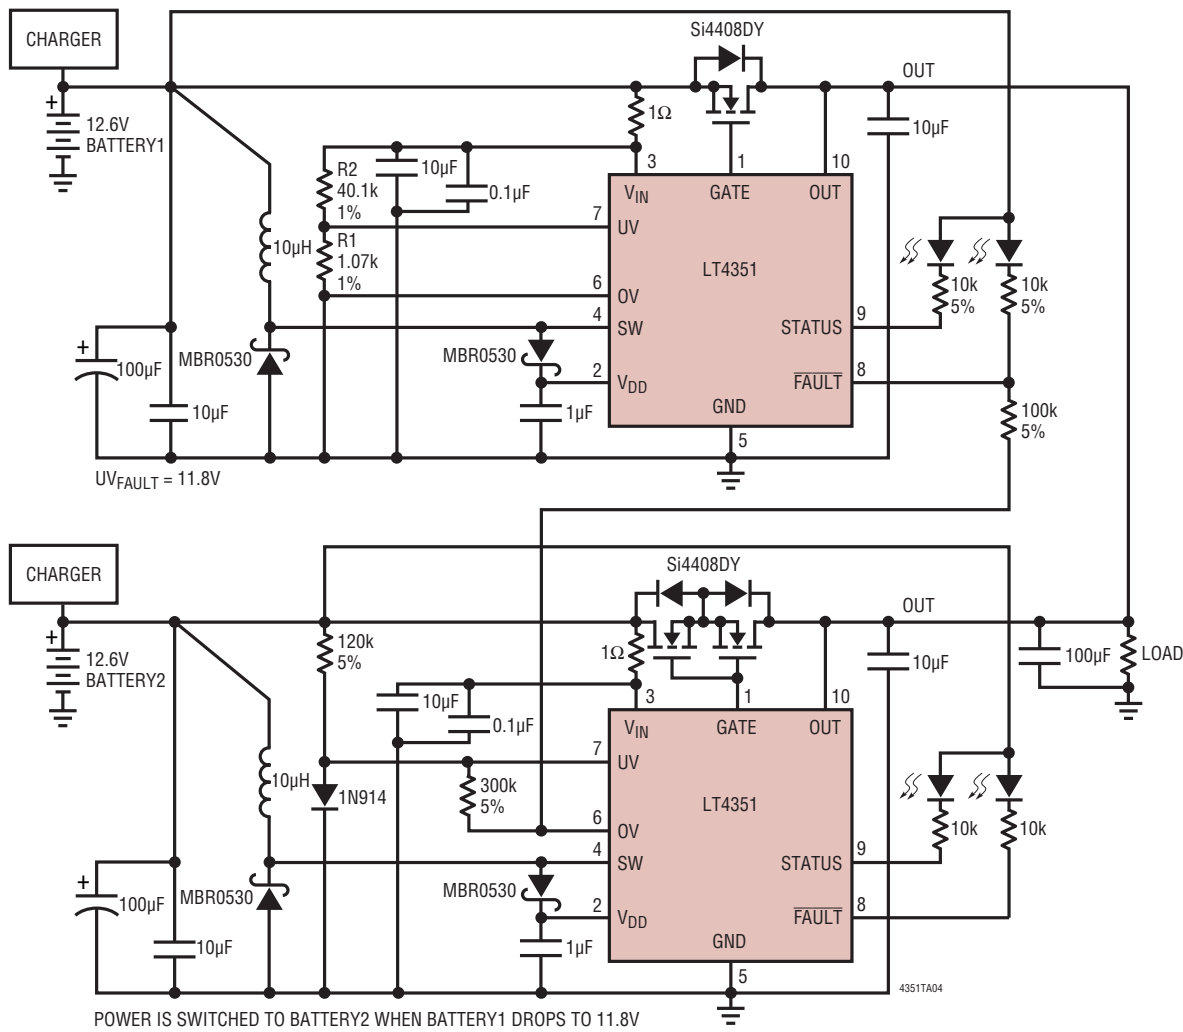 Si4408DY
CHARGER
OUT
+
12.6V
BATTERY1
1Ω
10µF
R2
40.1k
1%
10µF
0.1µF
3
1
10
VIN
GATE
OUT
7
UV
R1
1.07k
1%
10µH
LT4351
6
OV
10k
5%
10k
5%
4
SW
STATUS
9
+
100µF
MBR0530
MBR0530
2
VDD
FAULT
8
10µF
1µF
GND
5
100k
5%
UVFAULT = 11.8V
CHARGER
Si4408DY
OUT
+
12.6V
BATTERY2
120k
5%
1Ω
10µF
100µF
LOAD
10µF
0.1µF
3
1
10
VIN
GATE
OUT
7
UV
10µH
1N914
300k
5%
LT4351
6
OV
10k
10k
4
SW
STATUS
9
+
100µF
MBR0530
MBR0530
2
VDD
FAULT
8
10µF
1µF
GND
5
4351TA04
POWER IS SWITCHED TO BATTERY2 WHEN BATTERY1 DROPS TO 11.8V